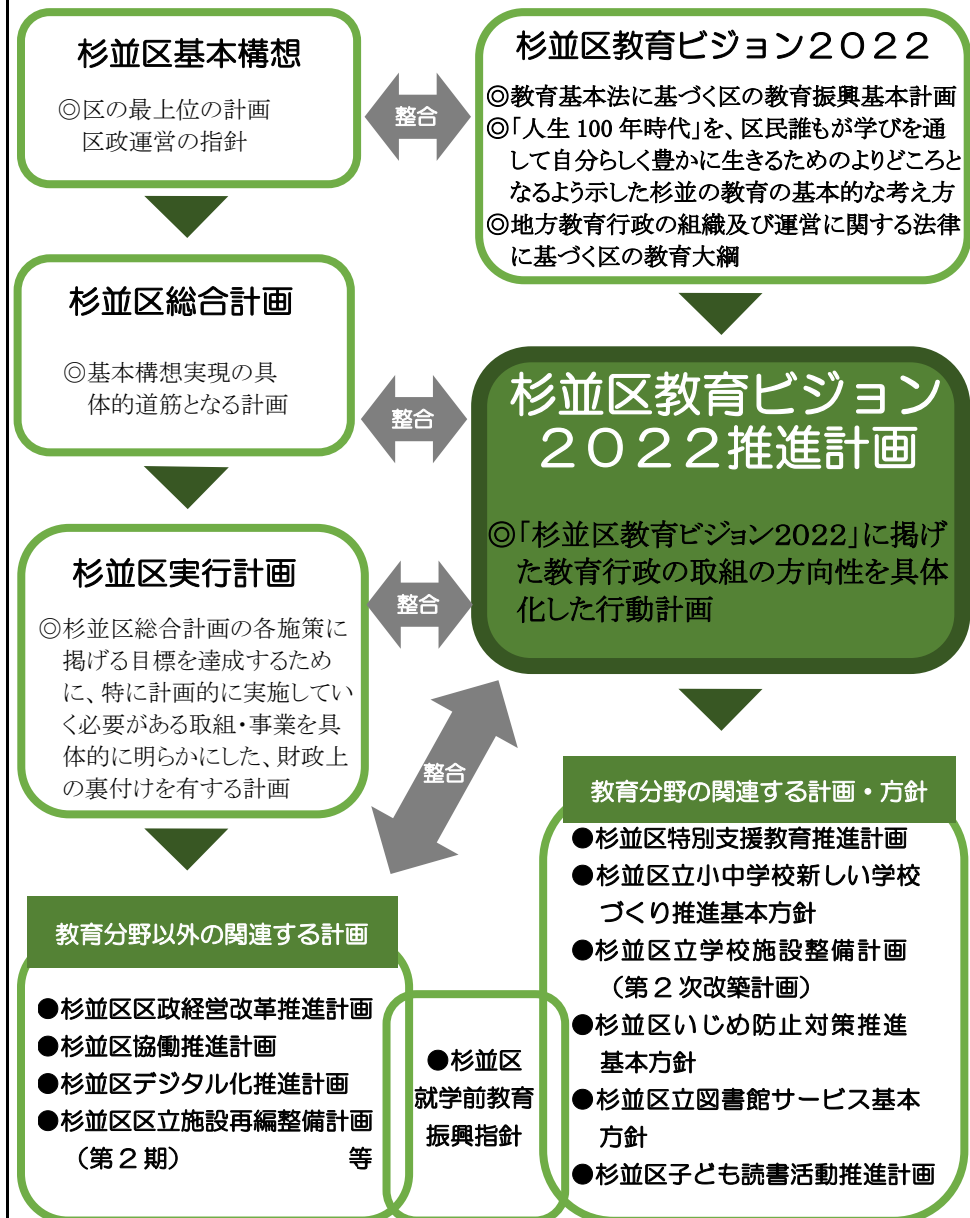 杉並区基本構想
◎区の最上位の計画
区政運営の指針
整合
杉並区教育ビジョン２０２２
◎教育基本法に基づく区の教育振興基本計画
◎「人生 100 年時代」を、区民誰もが学びを通
して自分らしく豊かに生きるためのよりどころと
なるよう示した杉並の教育の基本的な考え方
◎地方教育行政の組織及び運営に関する法律
に基づく区の教育大綱
杉並区総合計画
◎基本構想実現の具
体的道筋となる計画
整合
杉並区教育ビジョン
２０２２推進計画
◎「杉並区教育ビジョン2022」に掲げ
た教育行政の取組の方向性を具体
化した行動計画
杉並区実行計画
◎杉並区総合計画の各施策に
掲げる目標を達成するため
に、特に計画的に実施してい
く必要がある取組・事業を具
体的に明らかにした、財政上
の裏付けを有する計画
整合
整合
教育分野以外の関連する計画
●杉並区区政経営改革推進計画
●杉並区協働推進計画
●杉並区デジタル化推進計画
●杉並区区立施設再編整備計画
（第２期） 等
●杉並区
就学前教育
振興指針
教育分野の関連する計画・方針
●杉並区特別支援教育推進計画
●杉並区立小中学校新しい学校
づくり推進基本方針
●杉並区立学校施設整備計画
（第２次改築計画）
●杉並区いじめ防止対策推進
基本方針
●杉並区立図書館サービス基本
方針
●杉並区子ども読書活動推進計画